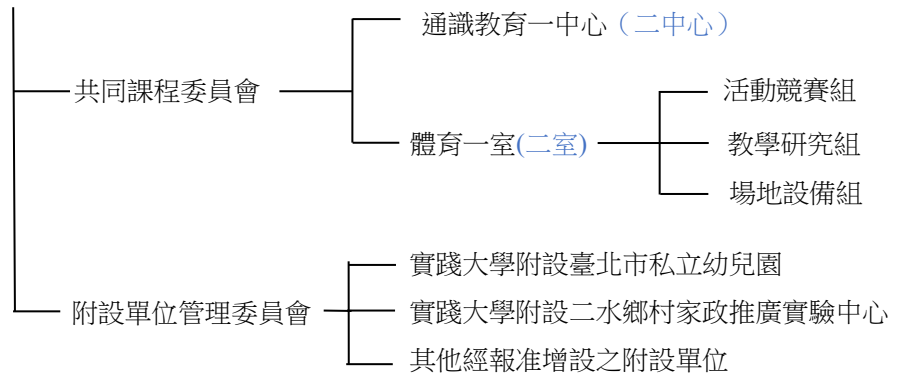 通識教育一中心（二中心）
共同課程委員會
活動競賽組
體育一室(二室)
教學研究組
場地設備組
實踐大學附設臺北市私立幼兒園
附設單位管理委員會
實踐大學附設二水鄉村家政推廣實驗中心
其他經報准增設之附設單位